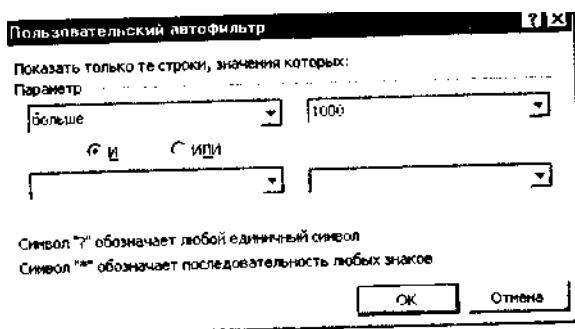 Пользовательский автофильтр
Показать только те строки, значения которых:
Параметр
больше 1000
И ИЛИ
Символ "?" обозначает любой единичный символ
Символ "*" обозначает последовательность любых знаков
OK Отмена